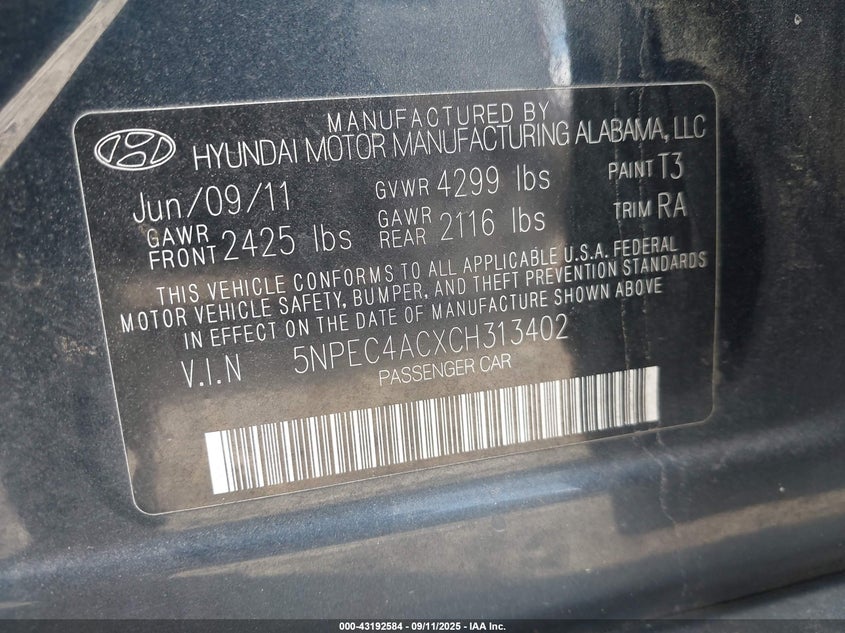 MANUFACTURED BY
HYUNDAI MOTOR MANUFACTURING ALABAMA, LLC
Jun/09/11 GVWR 4299 lbs PAINT T3
GAWR FRONT 2425 lbs GAWR REAR 2116 lbs TRIM RA
THIS VEHICLE CONFORMS TO ALL APPLICABLE U.S.A. FEDERAL
MOTOR VEHICLE SAFETY, BUMPER, AND THEFT PREVENTION STANDARDS
IN EFFECT ON THE DATE OF MANUFACTURE SHOWN ABOVE
V.I.N 5NPEC4ACXCH313402
PASSENGER CAR
000-43192584 - 09/11/2025 - IAA Inc.